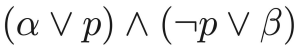 (α ∨ p) ∧ (¬p ∨ β)